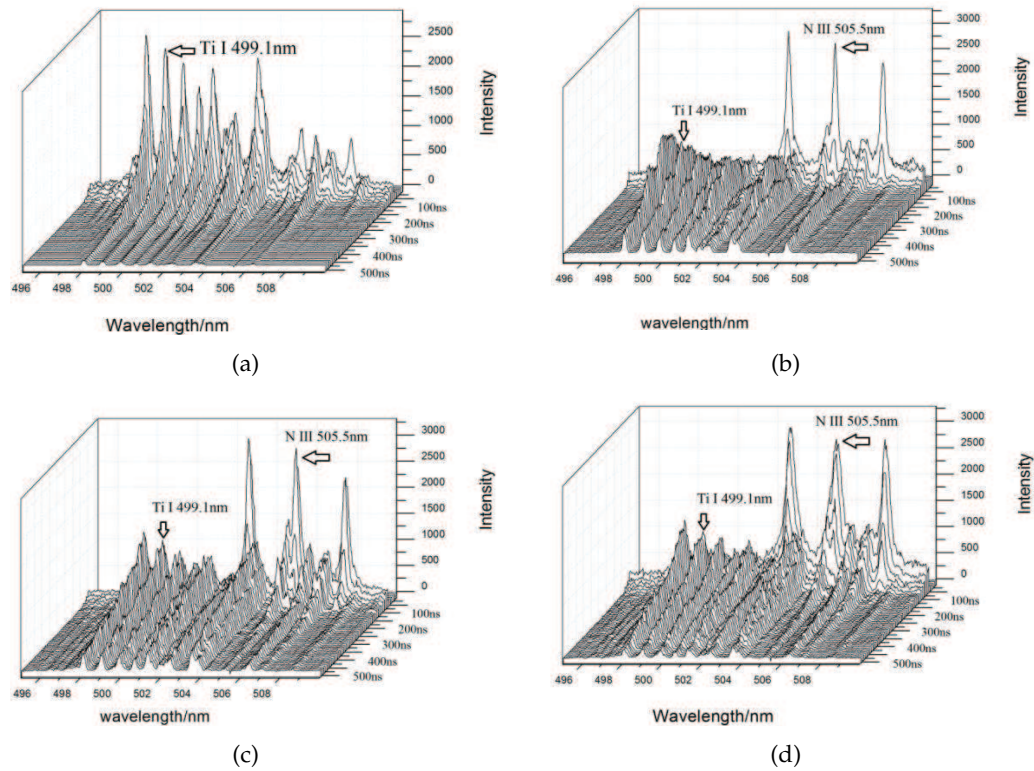 Ti I 499.1nm
2500
2000
1500
1000
500
0
Intensity
100ns
200ns
300ns
400ns
500ns
496 498 500 502 504 506 508
Wavelength/nm
(a)
N III 505.5nm
Ti I 499.1nm
3000
2500
2000
1500
1000
500
0
Intensity
100ns
200ns
300ns
400ns
500ns
496 498 500 502 504 506 508
wavelength/nm
(b)
N III 505.5nm
Ti I 499.1nm
3000
2500
2000
1500
1000
500
0
Intensity
100ns
200ns
300ns
400ns
500ns
496 498 500 502 504 506 508
wavelength/nm
(c)
N III 505.5nm
Ti I 499.1nm
3000
2500
2000
1500
1000
500
0
Intensity
100ns
200ns
300ns
400ns
500ns
496 498 500 502 504 506 508
Wavelength/nm
(d)